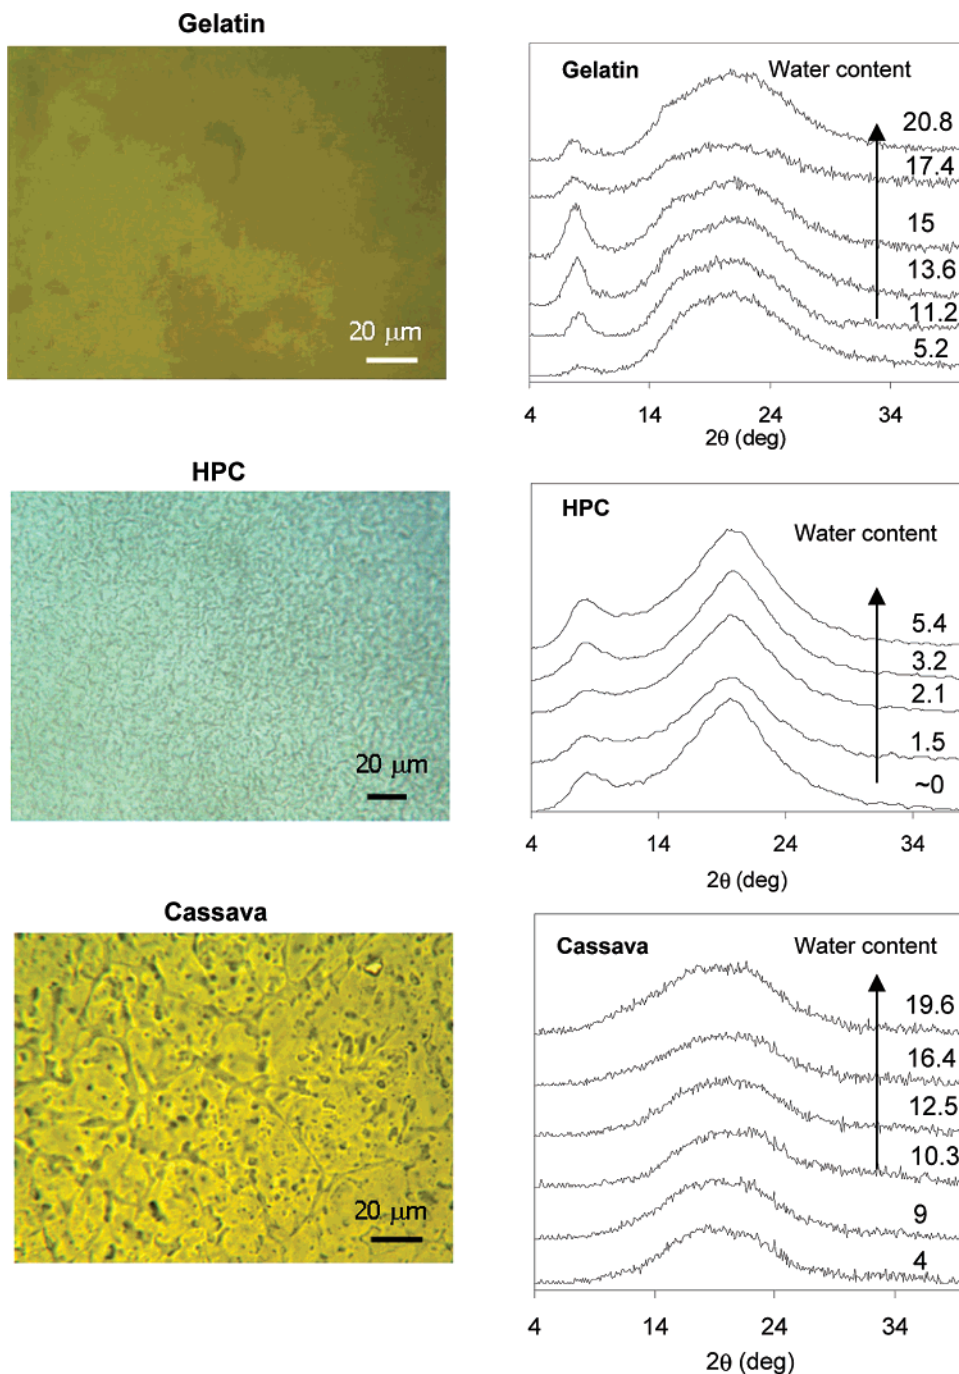 Gelatin
20 μm
Gelatin
Water content
20.8
17.4
15
13.6
11.2
5.2
4 14 24 34
2θ (deg)
HPC
20 μm
HPC
Water content
5.4
3.2
2.1
1.5
~0
4 14 24 34
2θ (deg)
Cassava
20 μm
Cassava
Water content
19.6
16.4
12.5
10.3
9
4
4 14 24 34
2θ (deg)